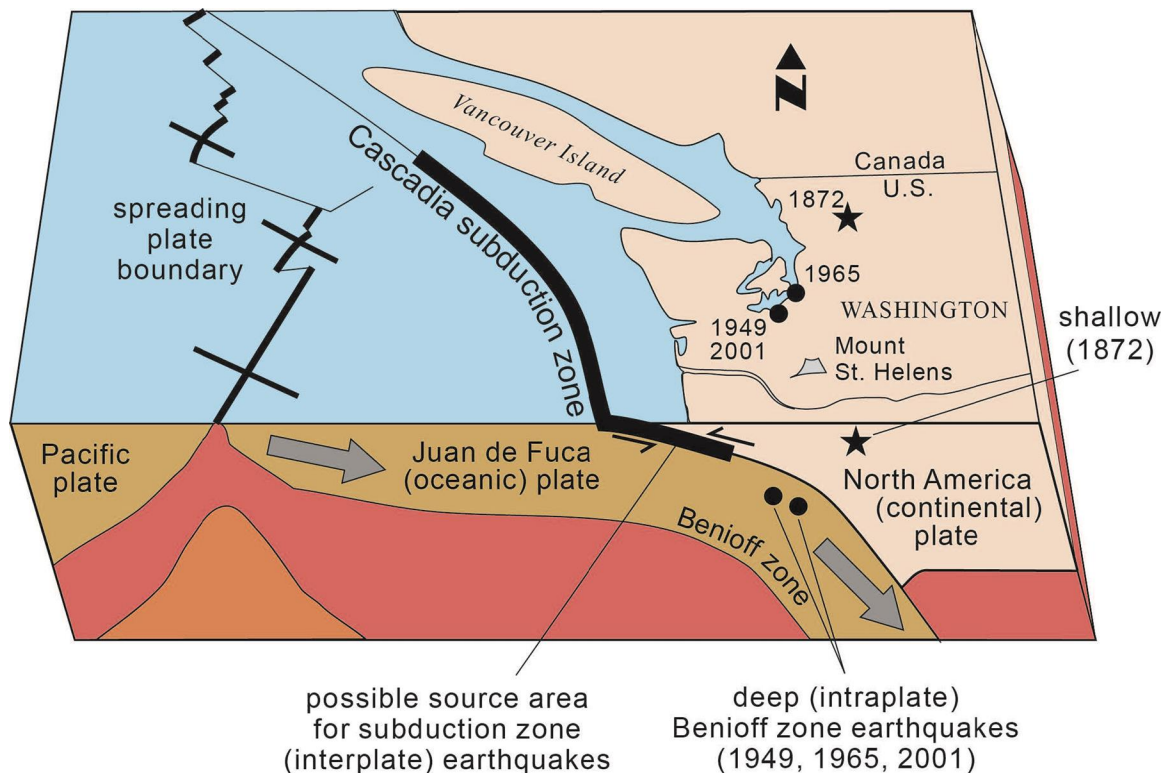 N
Vancouver Island
Canada
U.S.
Cascadia subduction zone
1872
spreading
plate
boundary
1965
WASHINGTON
shallow
(1872)
1949
2001
Mount
St. Helens
Pacific
plate
Juan de Fuca
(oceanic) plate
North America
(continental)
plate
Benioff
zone
possible source area
for subduction zone
(interplate) earthquakes
deep (intraplate)
Benioff zone earthquakes
(1949, 1965, 2001)